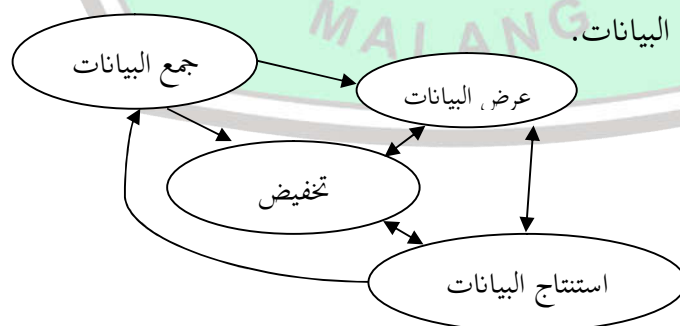 MALANG
البيانات.
جمع البيانات
عرض البيانات
تخفيض
استنتاج البيانات